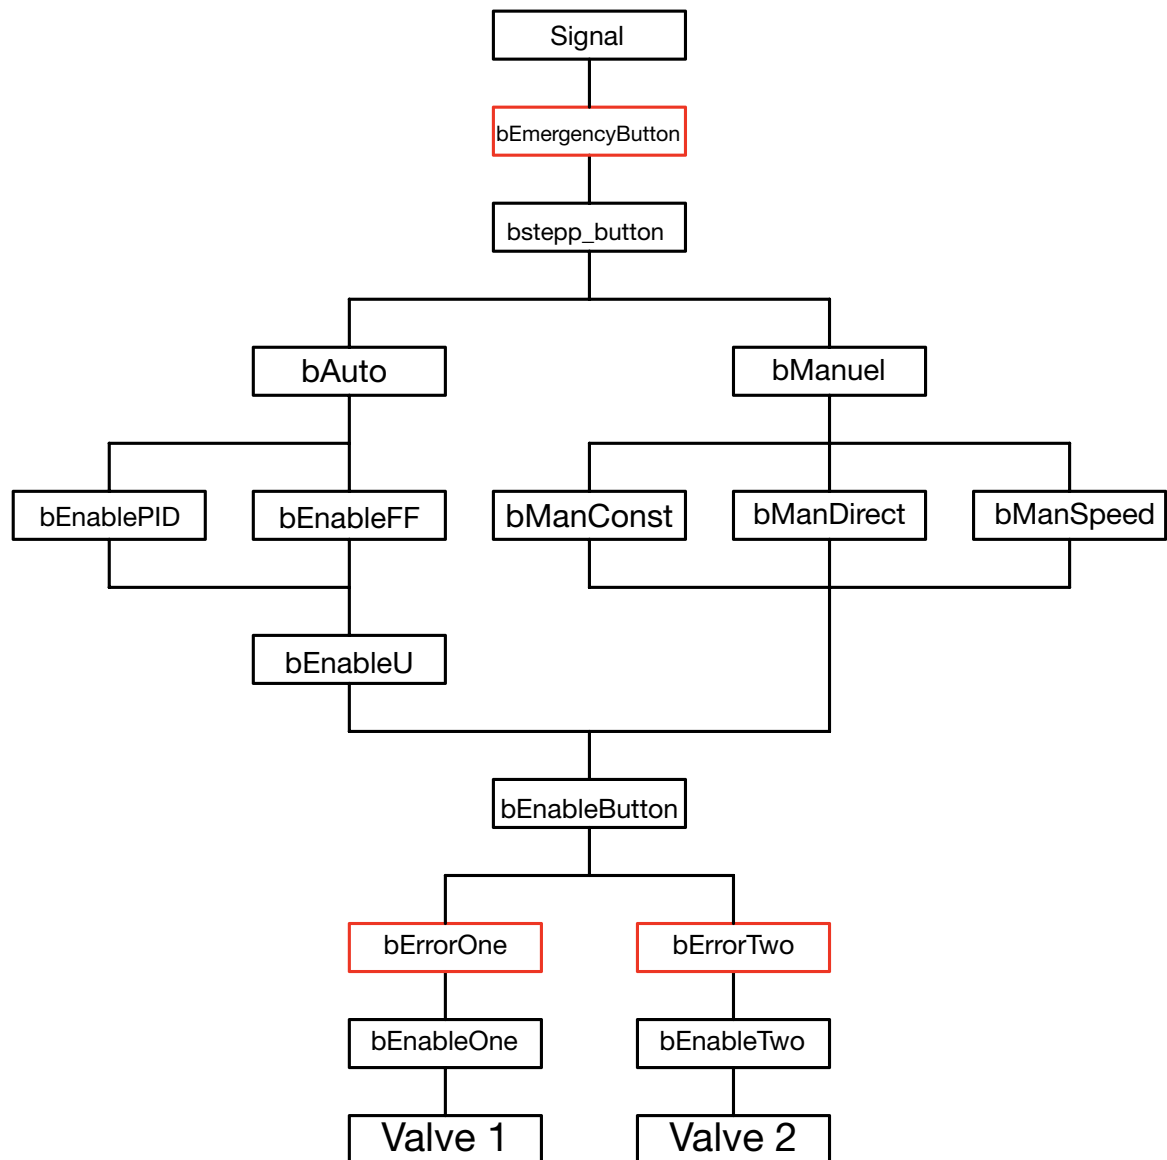 Signal
bEmergencyButton
bstepp_button
bAuto
bManuel
bEnablePID
bEnableFF
bManConst
bManDirect
bManSpeed
bEnableU
bEnableButton
bErrorOne
bErrorTwo
bEnableOne
bEnableTwo
Valve 1
Valve 2